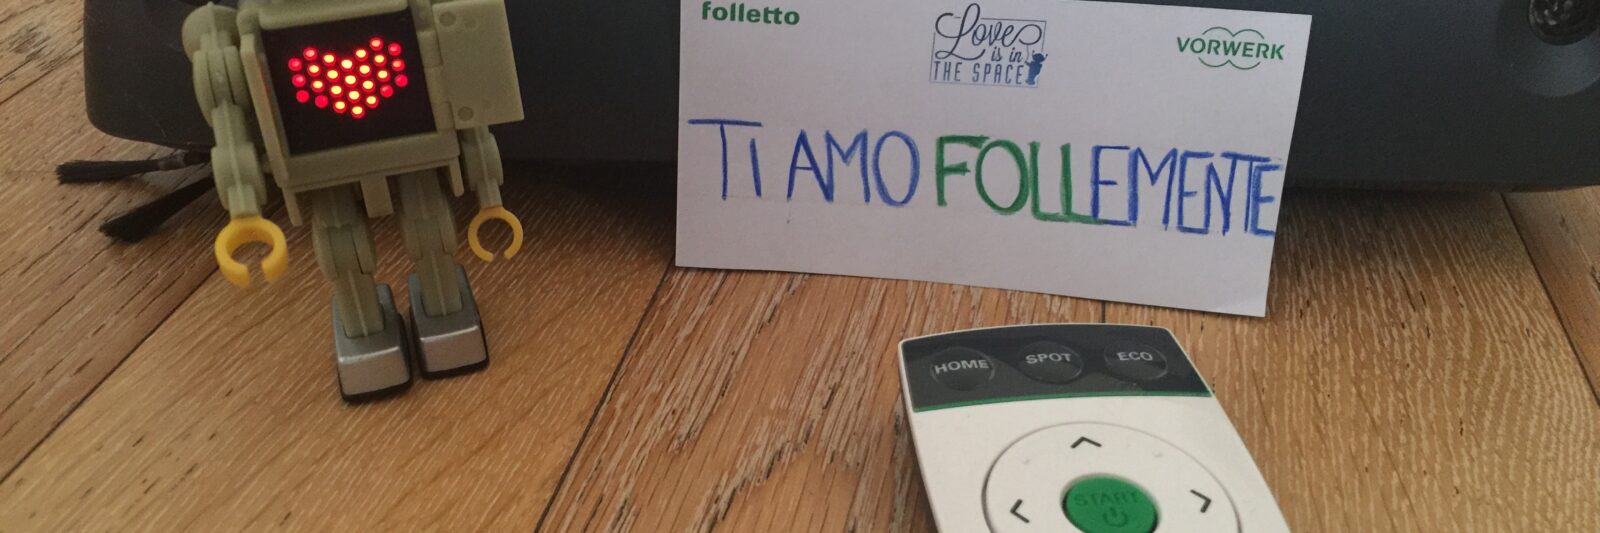 folletto
Love
is in
THE SPACE
VORWERK
TI AMO FOLLEMENTE
HOME SPOT ECO
START